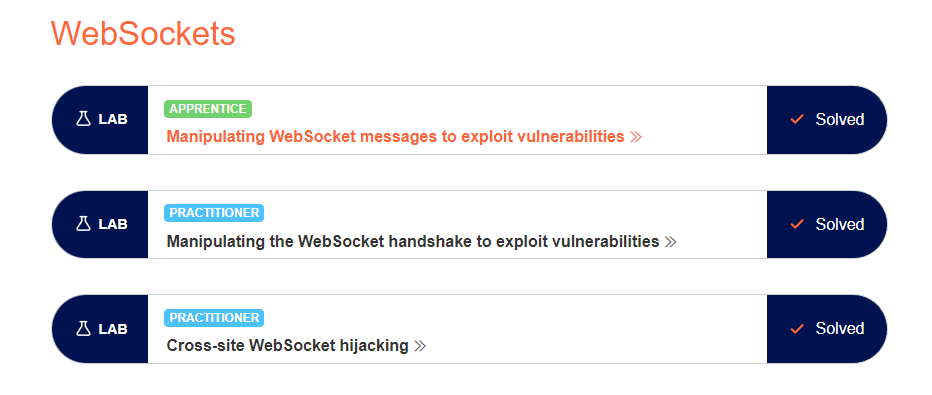 WebSockets
LAB
APPRENTICE
Manipulating WebSocket messages to exploit vulnerabilities
Solved
LAB
PRACTITIONER
Manipulating the WebSocket handshake to exploit vulnerabilities
Solved
LAB
PRACTITIONER
Cross-site WebSocket hijacking
Solved